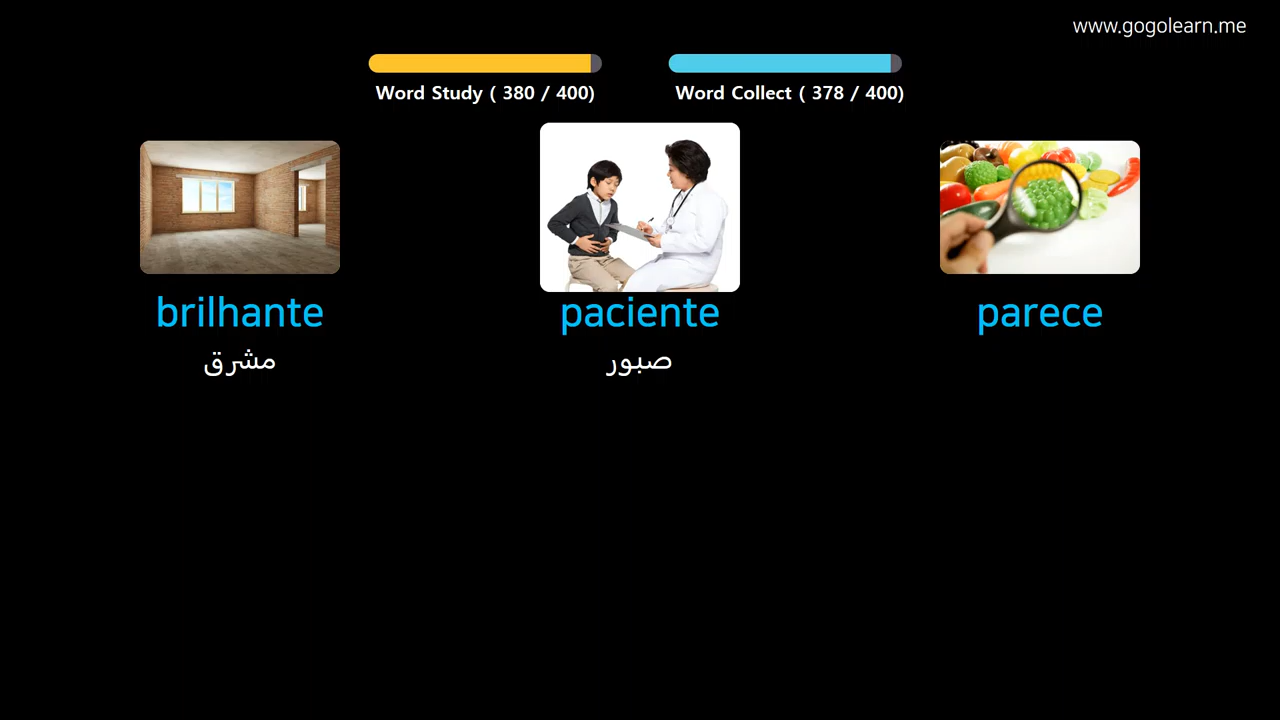 www.gogolearn.me
Word Study ( 380 / 400)
Word Collect ( 378 / 400)
brilhante
paciente
parece
مشرق
صبور